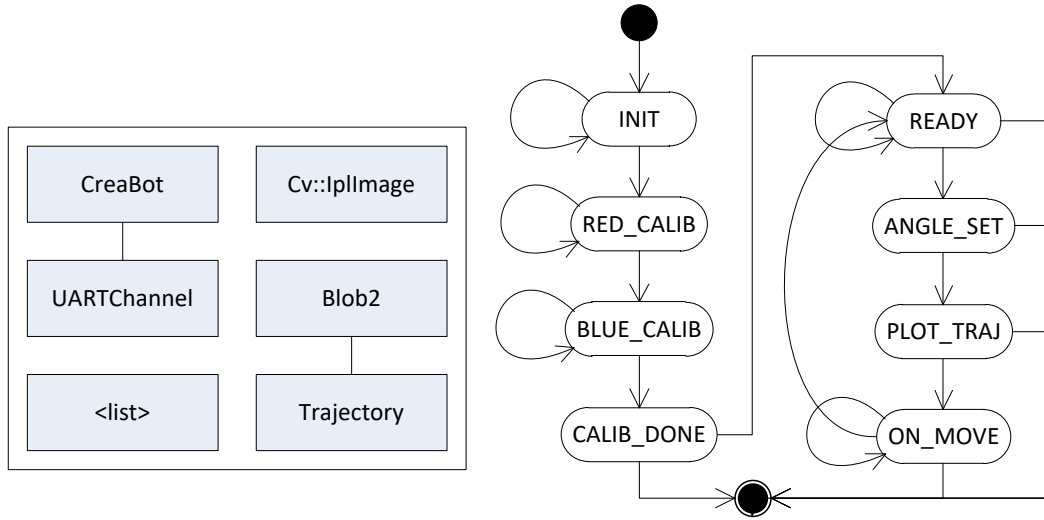 CreaBot
Cv::IplImage
UARTChannel
Blob2
<list>
Trajectory
INIT
RED_CALIB
BLUE_CALIB
CALIB_DONE
READY
ANGLE_SET
PLOT_TRAJ
ON_MOVE